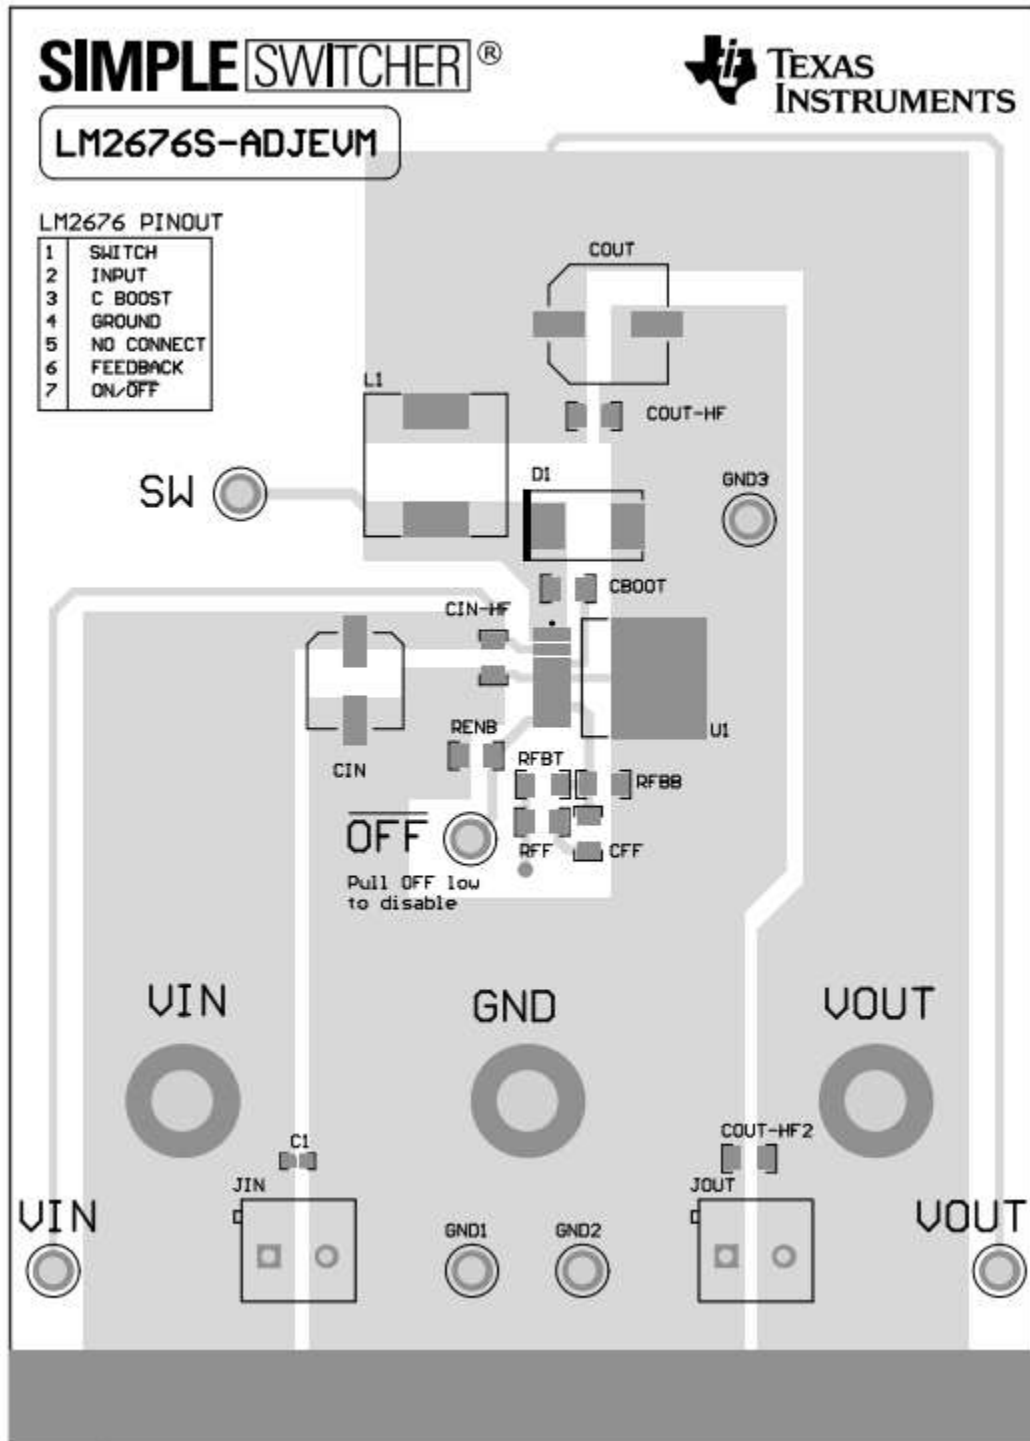 SIMPLE SWITCHER®
TEXAS
INSTRUMENTS
LM2676S-ADJEVM
LM2676 PINOUT
1 SWITCH
2 INPUT
3 C BOOST
4 GROUND
5 NO CONNECT
6 FEEDBACK
7 ON/OFF
COUT
L1
COUT-HF
D1
GND3
SW
CBOOT
CIN-HF
U1
RENB
RFBT
CIN
RFBB
OFF
RFF
CFF
Pull OFF low
to disable
VIN
GND
VOUT
C1
COUT-HF2
JIN
JOUT
VIN
GND1
GND2
VOUT